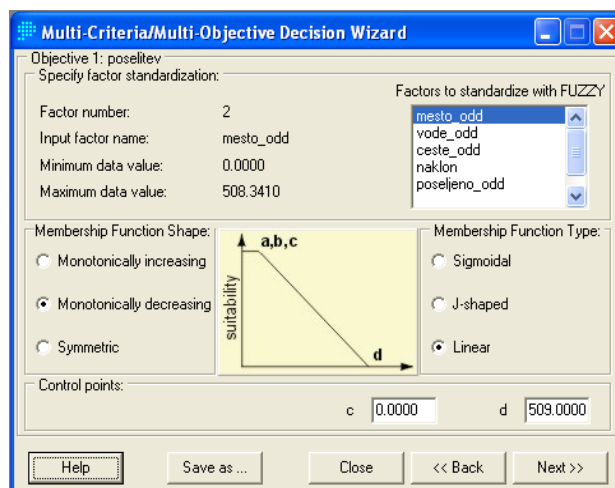 Multi-Criteria/Multi-Objective Decision Wizard
Objective 1: poselitev
Specify factor standardization:
Factors to standardize with FUZZY
Factor number: 2
Input factor name: mesto_odd
Minimum data value: 0.0000
Maximum data value: 508.3410
mesto_odd
vode_odd
ceste_odd
naklon
poseljeno_odd
Membership Function Shape:
Monotonically increasing
Monotonically decreasing
Symmetric
suitability
a,b,c
d
Membership Function Type:
Sigmoidal
J-shaped
Linear
Control points:
c 0.0000 d 509.0000
Help Save as ... Close << Back Next >>